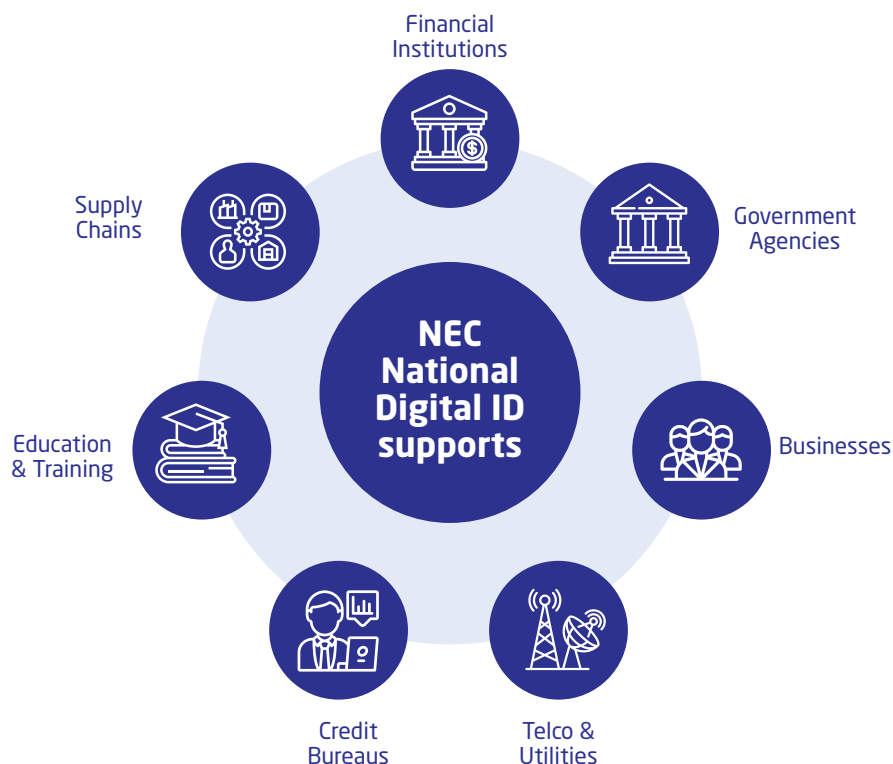 Financial
Institutions
Supply
Chains
Government
Agencies
NEC
National
Digital ID
supports
Education
& Training
Businesses
Credit
Bureaus
Telco &
Utilities